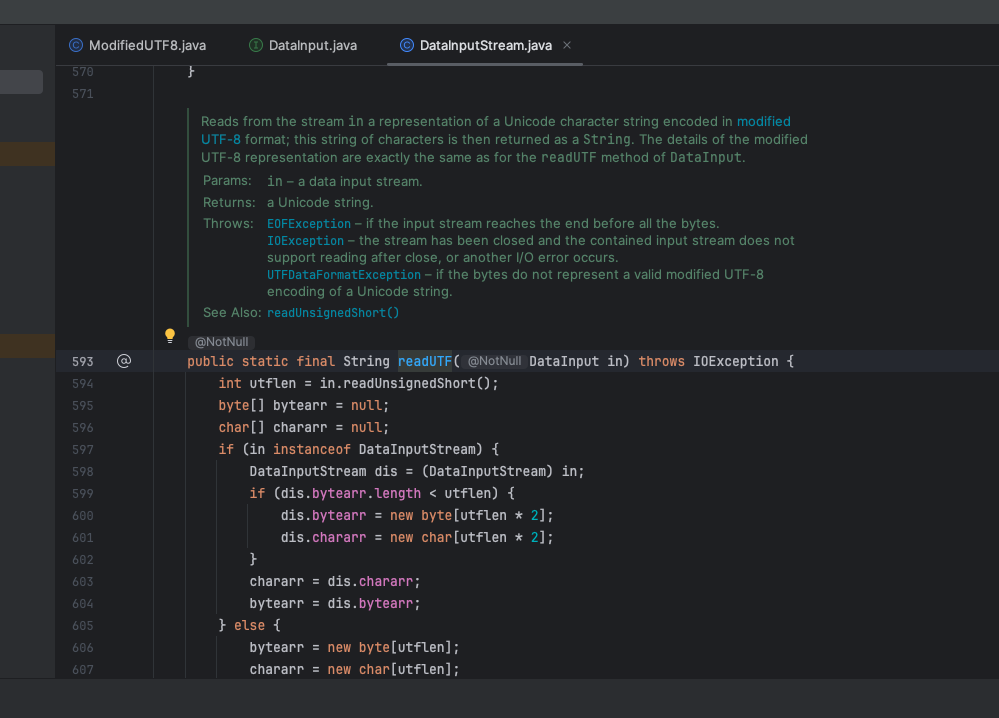 ModifiedUTF8.java DataInput.java DataInputStream.java ×
570 }
571
Reads from the stream in a representation of a Unicode character string encoded in modified
UTF-8 format; this string of characters is then returned as a String. The details of the modified
UTF-8 representation are exactly the same as for the readUTF method of DataInput.
Params: in – a data input stream.
Returns: a Unicode string.
Throws: EOFException – if the input stream reaches the end before all the bytes.
IOException – the stream has been closed and the contained input stream does not
support reading after close, or another I/O error occurs.
UTFDataFormatException – if the bytes do not represent a valid modified UTF-8
encoding of a Unicode string.
See Also: readUnsignedShort()
@NotNull
593 @ public static final String readUTF( @NotNull DataInput in) throws IOException {
594 int utflen = in.readUnsignedShort();
595 byte[] bytearr = null;
596 char[] chararr = null;
597 if (in instanceof DataInputStream) {
598 DataInputStream dis = (DataInputStream) in;
599 if (dis.bytearr.length < utflen) {
600 dis.bytearr = new byte[utflen * 2];
601 dis.chararr = new char[utflen * 2];
602 }
603 chararr = dis.chararr;
604 bytearr = dis.bytearr;
605 } else {
606 bytearr = new byte[utflen];
607 chararr = new char[utflen];